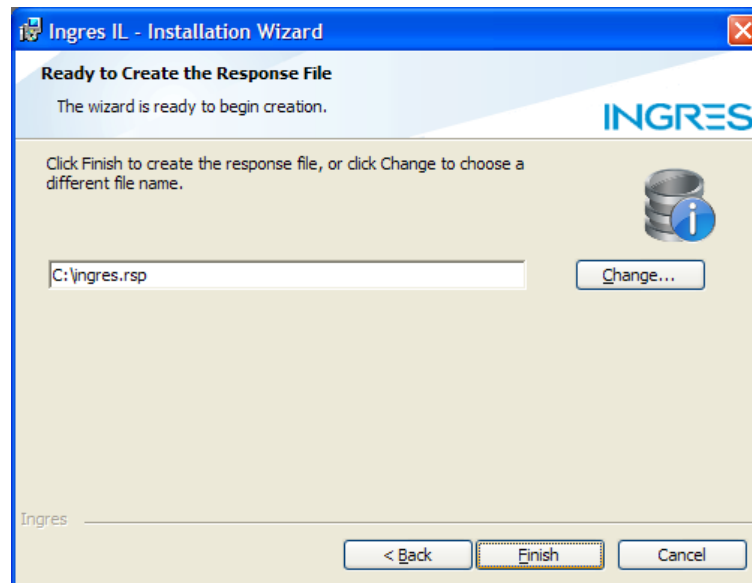 Ingres IL - Installation Wizard
Ready to Create the Response File
The wizard is ready to begin creation.
INGRES
Click Finish to create the response file, or click Change to choose a
different file name.
C:\ingres.rsp
Change...
Ingres
< Back
Finish
Cancel